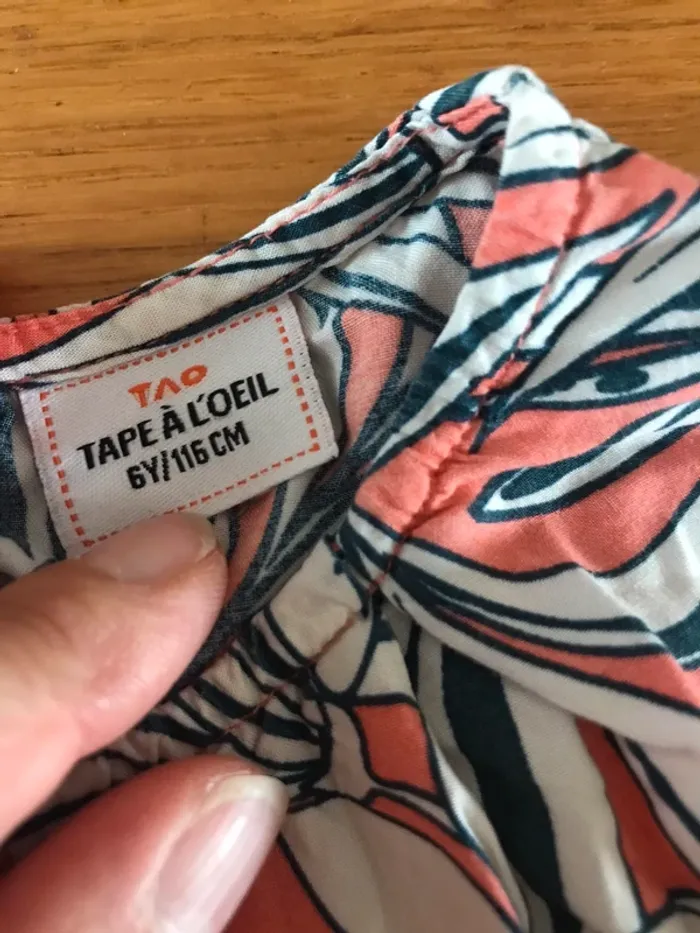 TAO
TAPE À L'OEIL
6Y/116 CM